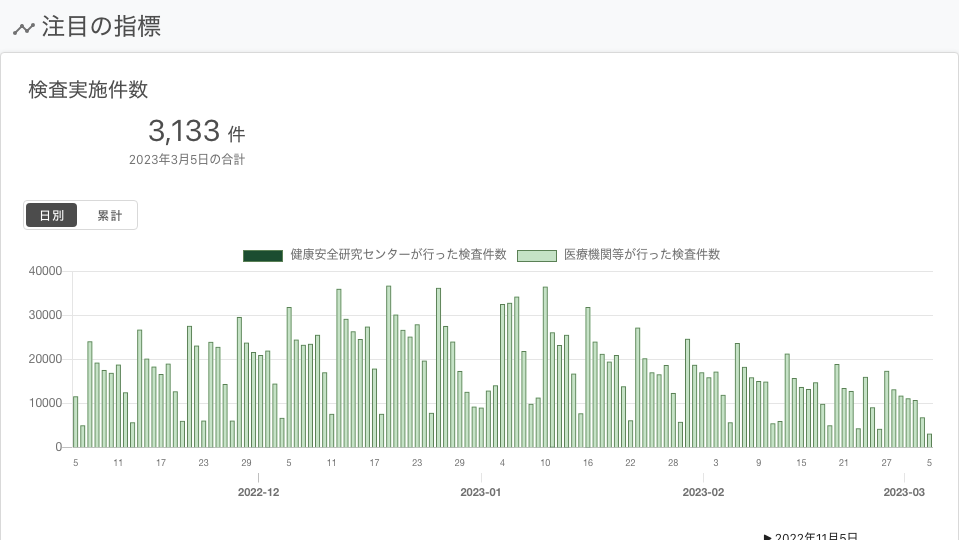 注目の指標
検査実施件数
3,133 件
2023年3月5日の合計
日別 累計
健康安全研究センターが行った検査件数 医療機関等が行った検査件数
40000
30000
20000
10000
0
5 11 17 23 29 5 11 17 23 29 4 10 16 22 28 3 9 15 21 27 5
2022-12 2023-01 2023-02 2023-03
▶ 2022年11月5日